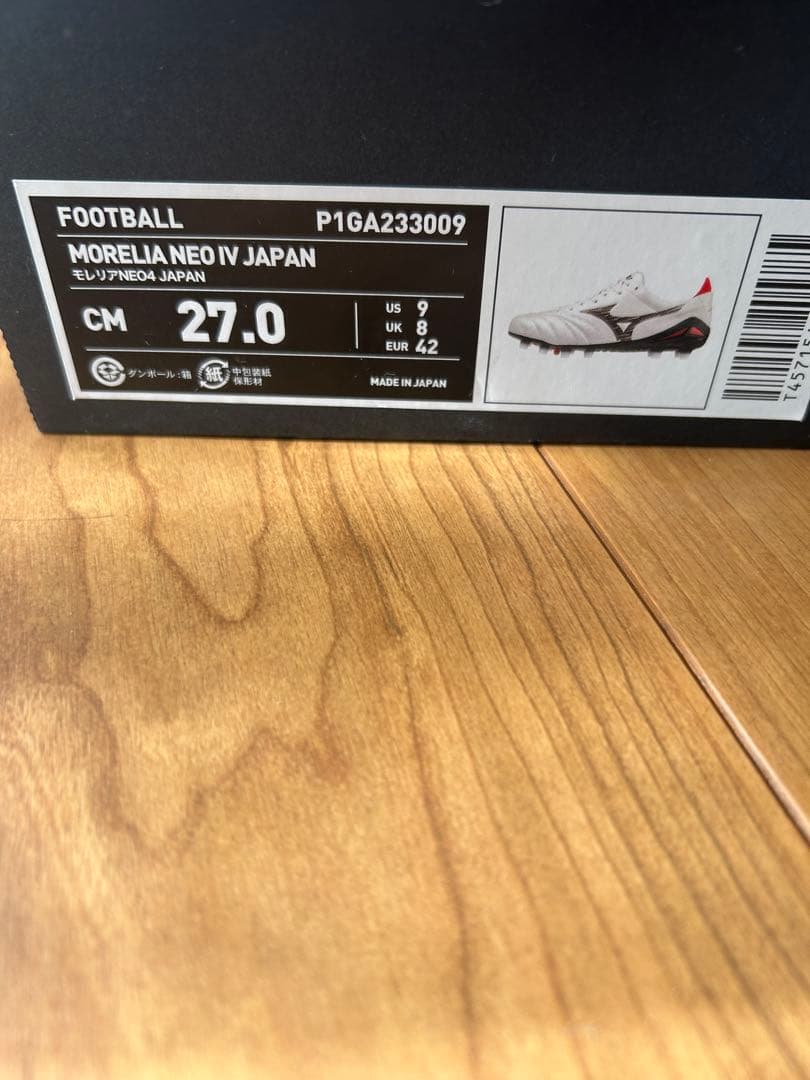 FOOTBALL P1GA233009
MORELIA NEO IV JAPAN
モレリアNEO4 JAPAN
CM 27.0
US 9
UK 8
EUR 42
ダンボール:箱 紙 中包装紙
保形材
MADE IN JAPAN